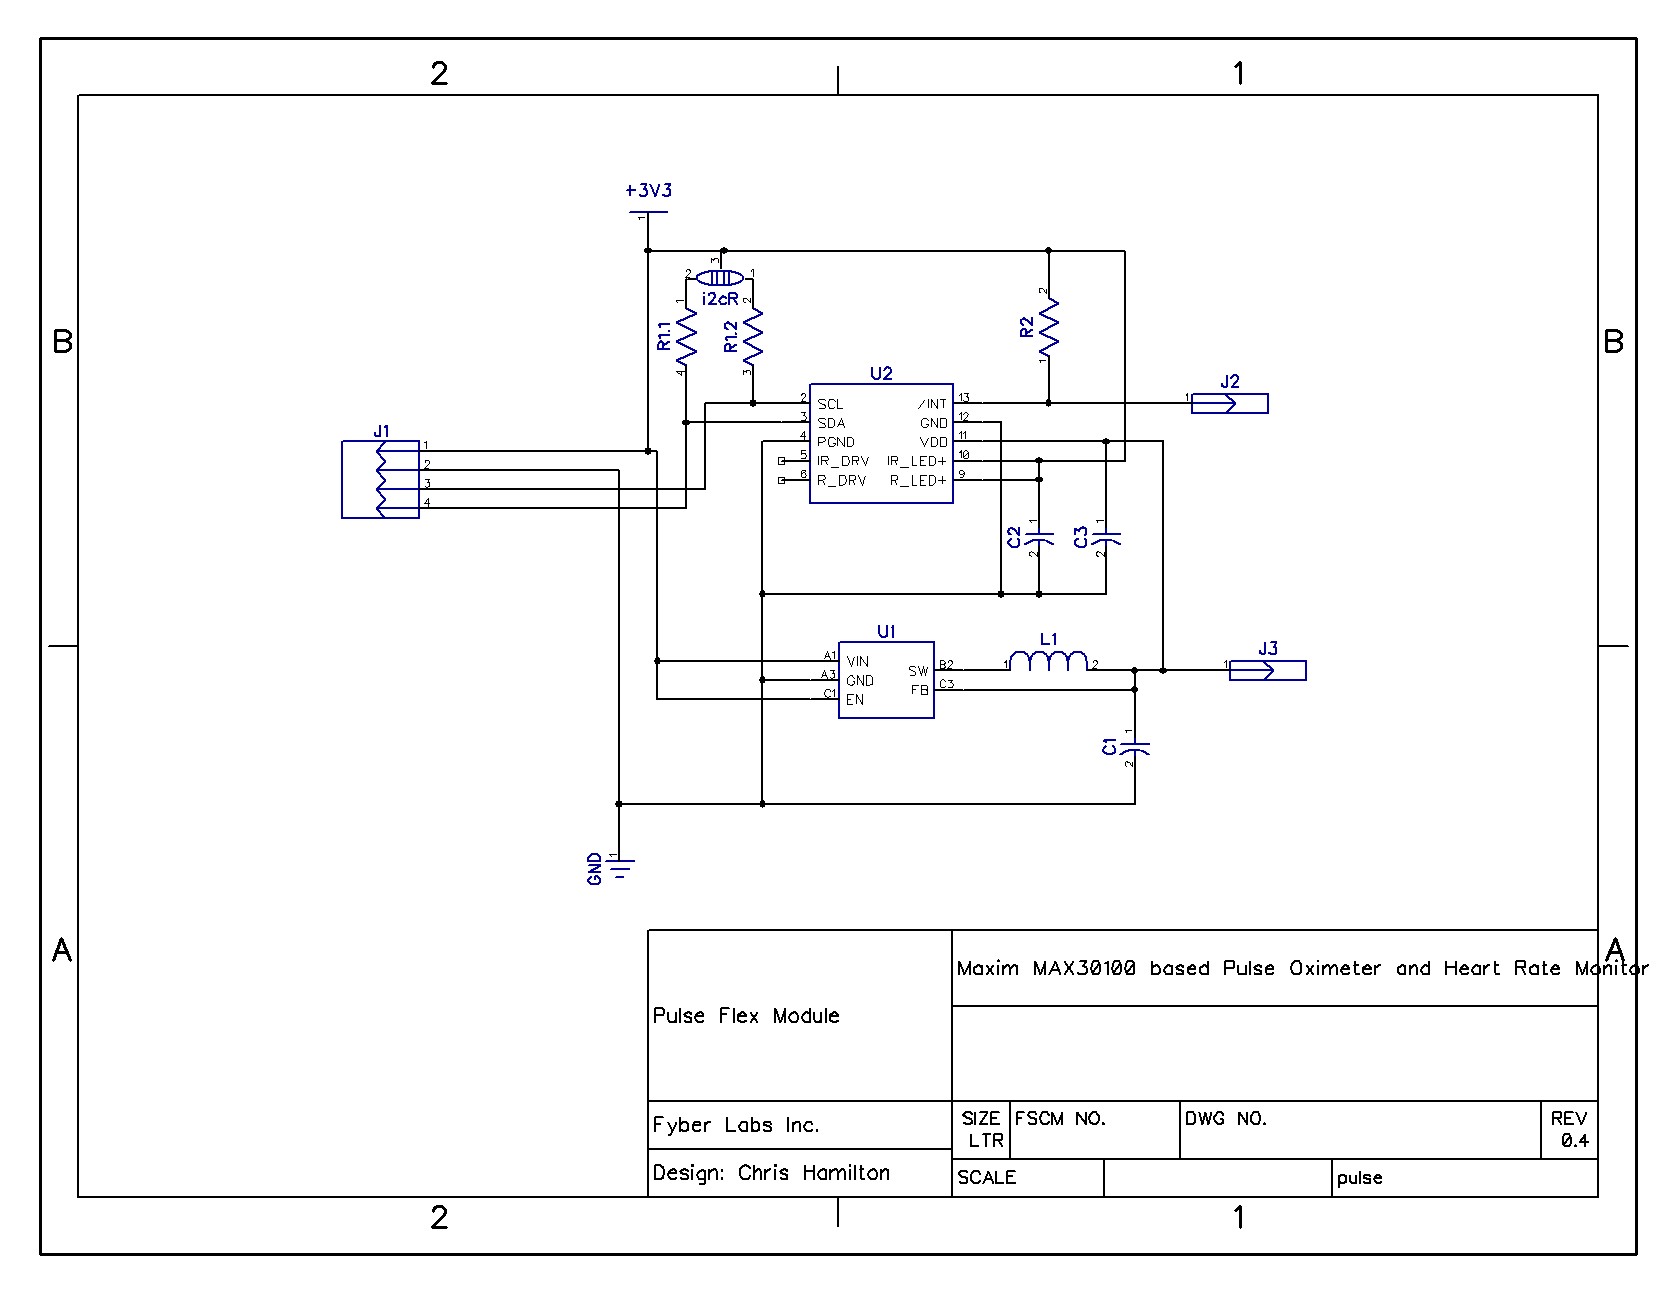 2 1
+3V3
1
3
2 1
i2cR
1 2 2
R1.1 R1.2 R2
4 3 1
B B
U2
J2
1
2 SCL /INT 13
3 SDA GND 12
4 PGND VDD 11
5 IR_DRV IR_LED+ 10
6 R_DRV R_LED+ 9
J1
1
2
3
4
1 1
C2 C3
2 2
U1 L1 J3
A1 VIN
A3 GND
C1 EN
SW B2
FB C3
1 2
1
1
C1
2
GND 1
A A
Maxim MAX30100 based Pulse Oximeter and Heart Rate Monitor
Pulse Flex Module
Fyber Labs Inc.
Design: Chris Hamilton
SIZE FSCM NO. DWG NO. REV
LTR 0.4
SCALE pulse
2 1